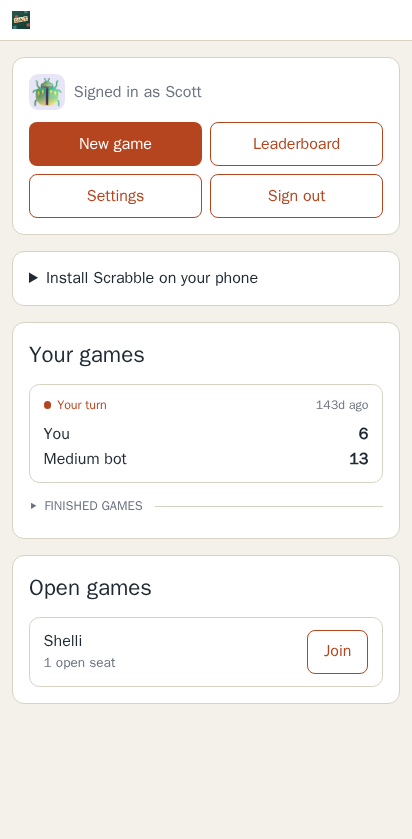 Signed in as Scott
New game
Leaderboard
Settings
Sign out
Install Scrabble on your phone
Your games
Your turn
143d ago
You
6
Medium bot
13
FINISHED GAMES
Open games
Shelli
1 open seat
Join